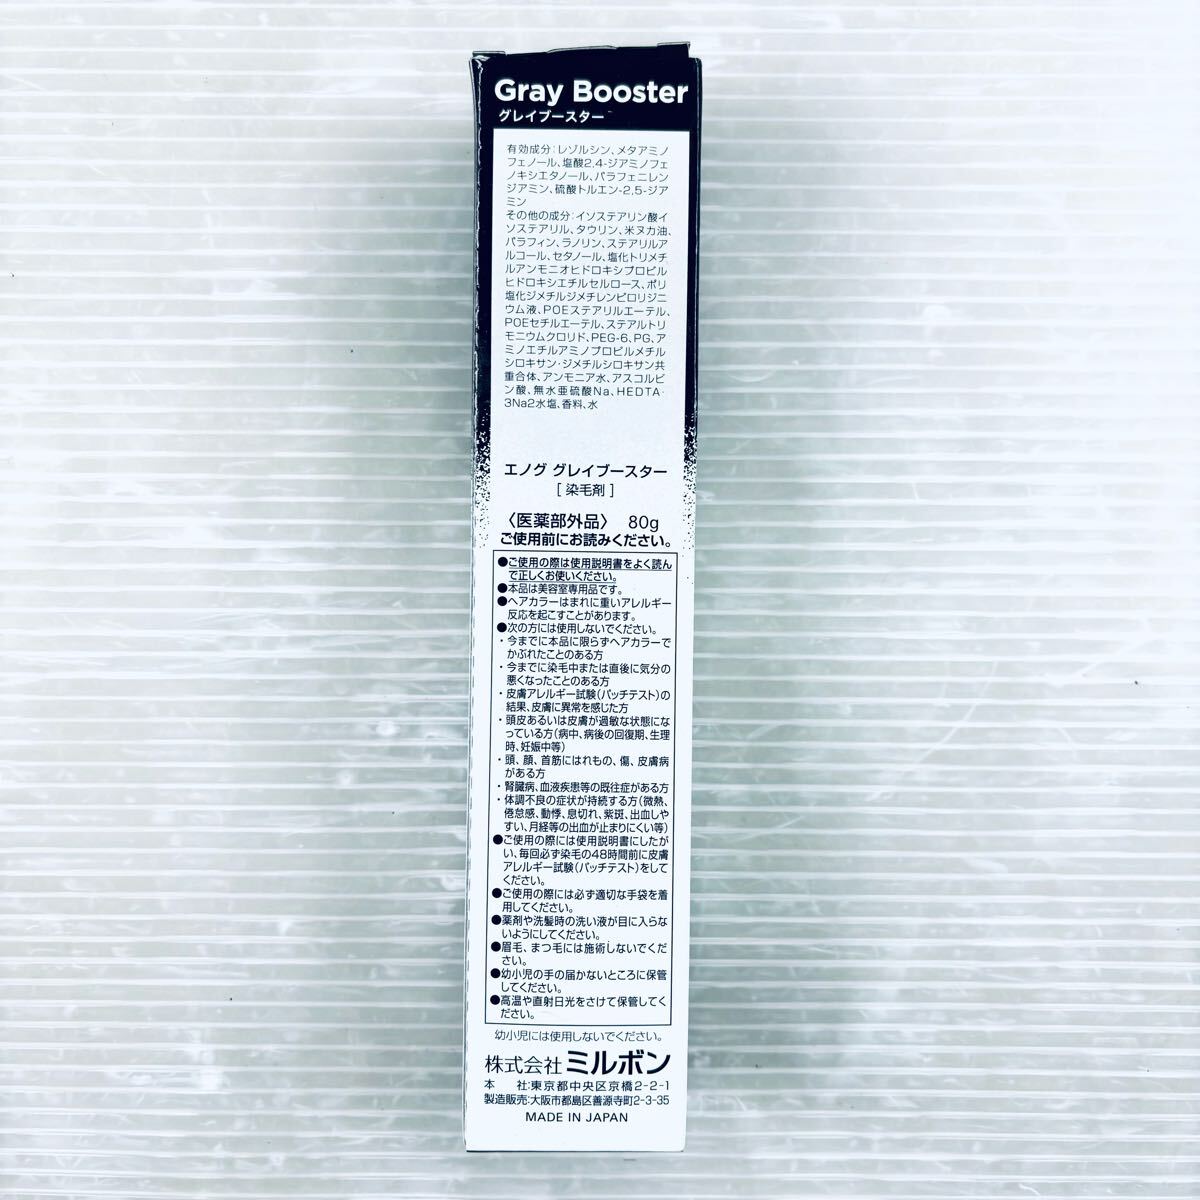 Gray Booster
グレイブースター™
有効成分:レゾルシン、メタアミノ
フェノール、塩酸2,4-ジアミノフェ
ノキシエタノール、パラフェニレン
ジアミン、硫酸トルエン-2,5-ジア
ミン
その他の成分:イソステアリン酸イ
ソステアリル、タウリン、米ヌカ油、
パラフィン、ラノリン、ステアリルア
ルコール、セタノール、塩化トリメチ
ルアンモニオヒドロキシプロピル
ヒドロキシエチルセルロース、ポリ
塩化ジメチルジメチレンピロリジニ
ウム液、POEステアリルエーテル、
POEセチルエーテル、ステアルトリ
モニウムクロリド、PEG-6、PG、ア
ミノエチルアミノプロピルメチル
シロキサン・ジメチルシロキサン共
重合体、アンモニア水、アスコルビ
ン酸、無水亜硫酸Na、HEDTA・
3Na2水塩、香料、水
エノグ グレイブースター
[ 染毛剤 ]
〈医薬部外品〉 80g
ご使用前にお読みください。
●ご使用の際は使用説明書をよく読ん
で正しくお使いください。
●本品は美容室専用品です。
●ヘアカラーはまれに重いアレルギー
反応を起こすことがあります。
●次の方には使用しないでください。
・今までに本品に限らずヘアカラーで
かぶれたことのある方
・今までに染毛中または直後に気分の
悪くなったことのある方
・皮膚アレルギー試験(パッチテスト)の
結果、皮膚に異常を感じた方
・頭皮あるいは皮膚が過敏な状態にな
っている方(病中、病後の回復期、生理
時、妊娠中等)
・頭、顔、首筋にはれもの、傷、皮膚病
がある方
・腎臓病、血液疾患等の既往症がある方
・体調不良の症状が持続する方(微熱、
倦怠感、動悸、息切れ、紫斑、出血しや
すい、月経等の出血が止まりにくい等)
●ご使用の際には使用説明書にしたが
い、毎回必ず染毛の48時間前に皮膚
アレルギー試験(パッチテスト)をして
ください。
●ご使用の際には必ず適切な手袋を着
用してください。
●薬剤や洗髪時の洗い液が目に入らな
いようにしてください。
●眉毛、まつ毛には施術しないでくだ
さい。
●幼小児の手の届かないところに保管
してください。
●高温や直射日光をさけて保管してく
ださい。
幼小児には使用しないでください。
株式会社 ミルボン
本 社:東京都中央区京橋2-2-1
製造販売:大阪市都島区善源寺町2-3-35
MADE IN JAPAN